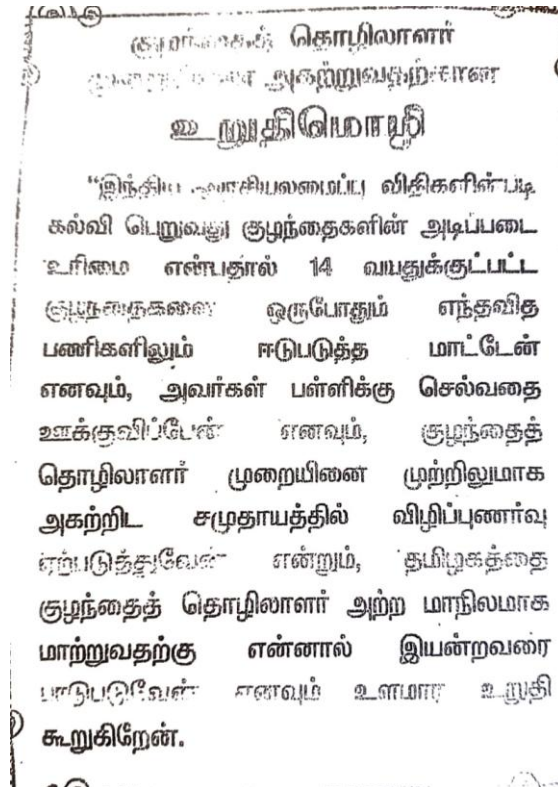 குழந்தைத் தொழிலாளர்
முறையினை அகற்றுவதற்கான
உறுதிமொழி
“இந்திய அரசியலமைப்பு விதிகளின்படி
கல்வி பெறுவது குழந்தைகளின் அடிப்படை
உரிமை என்பதால் 14 வயதுக்குட்பட்ட
குழந்தைகளை ஒருபோதும் எந்தவித
பணிகளிலும் ஈடுபடுத்த மாட்டேன்
எனவும், அவர்கள் பள்ளிக்கு செல்வதை
ஊக்குவிப்பேன் எனவும், குழந்தைத்
தொழிலாளர் முறையினை முற்றிலுமாக
அகற்றிட சமுதாயத்தில் விழிப்புணர்வு
ஏற்படுத்துவேன் என்றும், தமிழகத்தை
குழந்தைத் தொழிலாளர் அற்ற மாநிலமாக
மாற்றுவதற்கு என்னால் இயன்றவரை
பாடுபடுவேன் எனவும் உளமார உறுதி
கூறுகிறேன்.